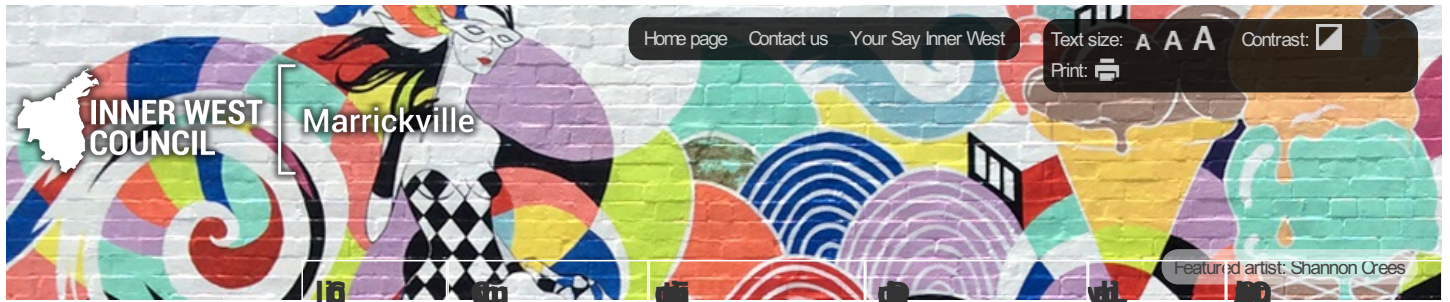 Home page Contact us Your Say Inner West
Text size: A A A Contrast:
Print:
INNER WEST
COUNCIL
Marrickville
Featured artist: Shannon Crees